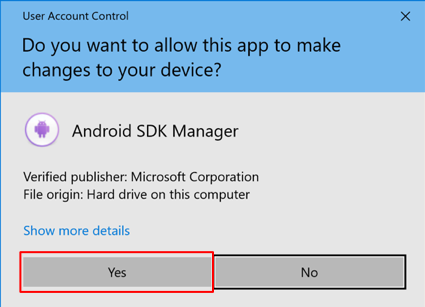 User Account Control
Do you want to allow this app to make
changes to your device?
Android SDK Manager
Verified publisher: Microsoft Corporation
File origin: Hard drive on this computer
Show more details
Yes
No